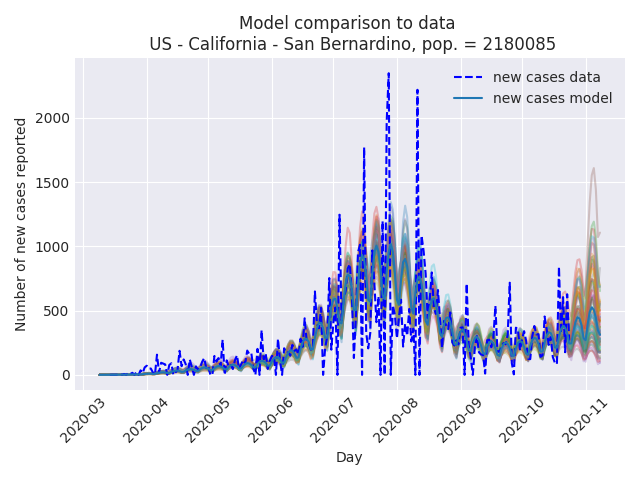 Model comparison to data
US - California - San Bernardino, pop. = 2180085
new cases data
new cases model
Number of new cases reported
2000
1500
1000
500
0
2020-03
2020-04
2020-05
2020-06
2020-07
2020-08
2020-09
2020-10
2020-11
Day